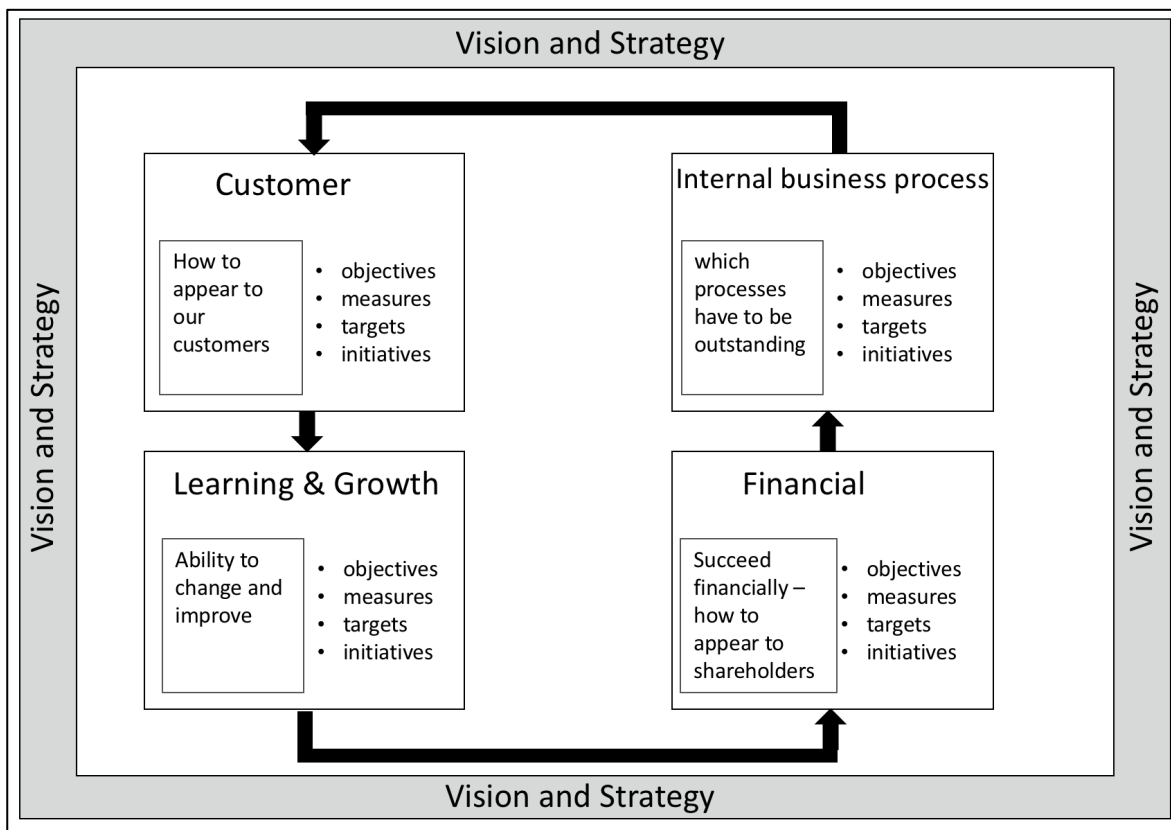 Vision and Strategy
Vision and Strategy
Customer
How to
appear to
our
customers
• objectives
• measures
• targets
• initiatives
Internal business process
which
processes
have to be
outstanding
• objectives
• measures
• targets
• initiatives
Learning & Growth
Ability to
change and
improve
• objectives
• measures
• targets
• initiatives
Financial
Succeed
financially –
how to
appear to
shareholders
• objectives
• measures
• targets
• initiatives
Vision and Strategy
Vision and Strategy